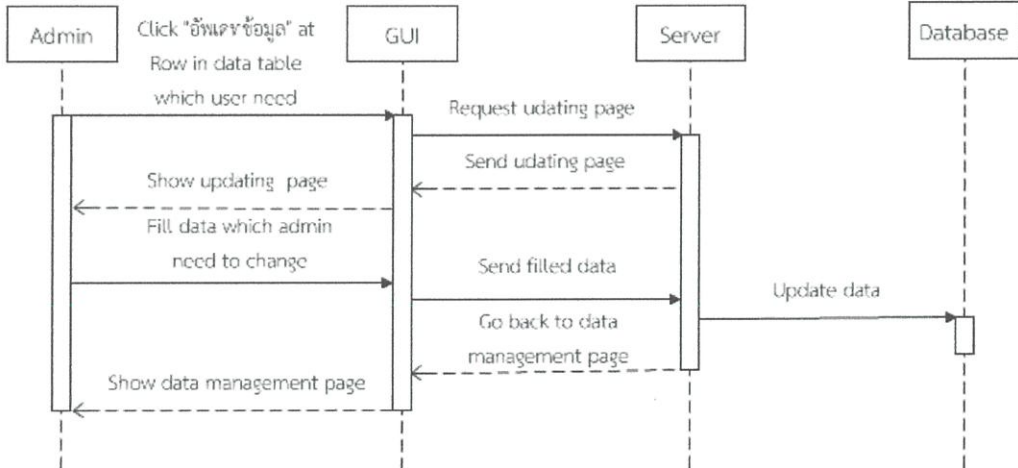 Admin
Click "อัพเดทข้อมูล" at
Row in data table
which user need
GUI
Server
Database
Request udating page
Send udating page
Show updating page
Fill data which admin
need to change
Send filled data
Update data
Go back to data
management page
Show data management page